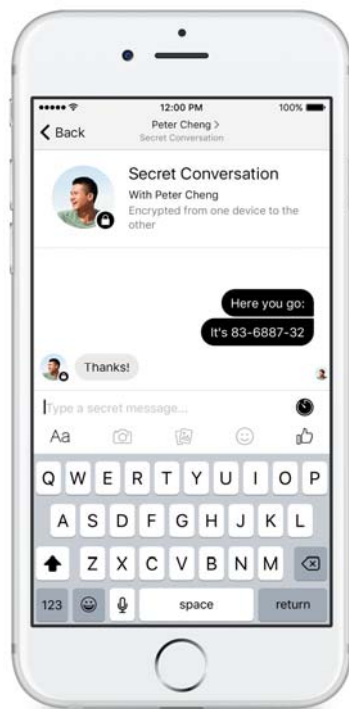 12:00 PM
100%
Back
Peter Cheng >
Secret Conversation
Secret Conversation
With Peter Cheng
Encrypted from one device to the
other
Here you go:
It's 83-6887-32
Thanks!
Type a secret message...
Aa
Q W E R T Y U I O P
A S D F G H J K L
Z X C V B N M
123 space return